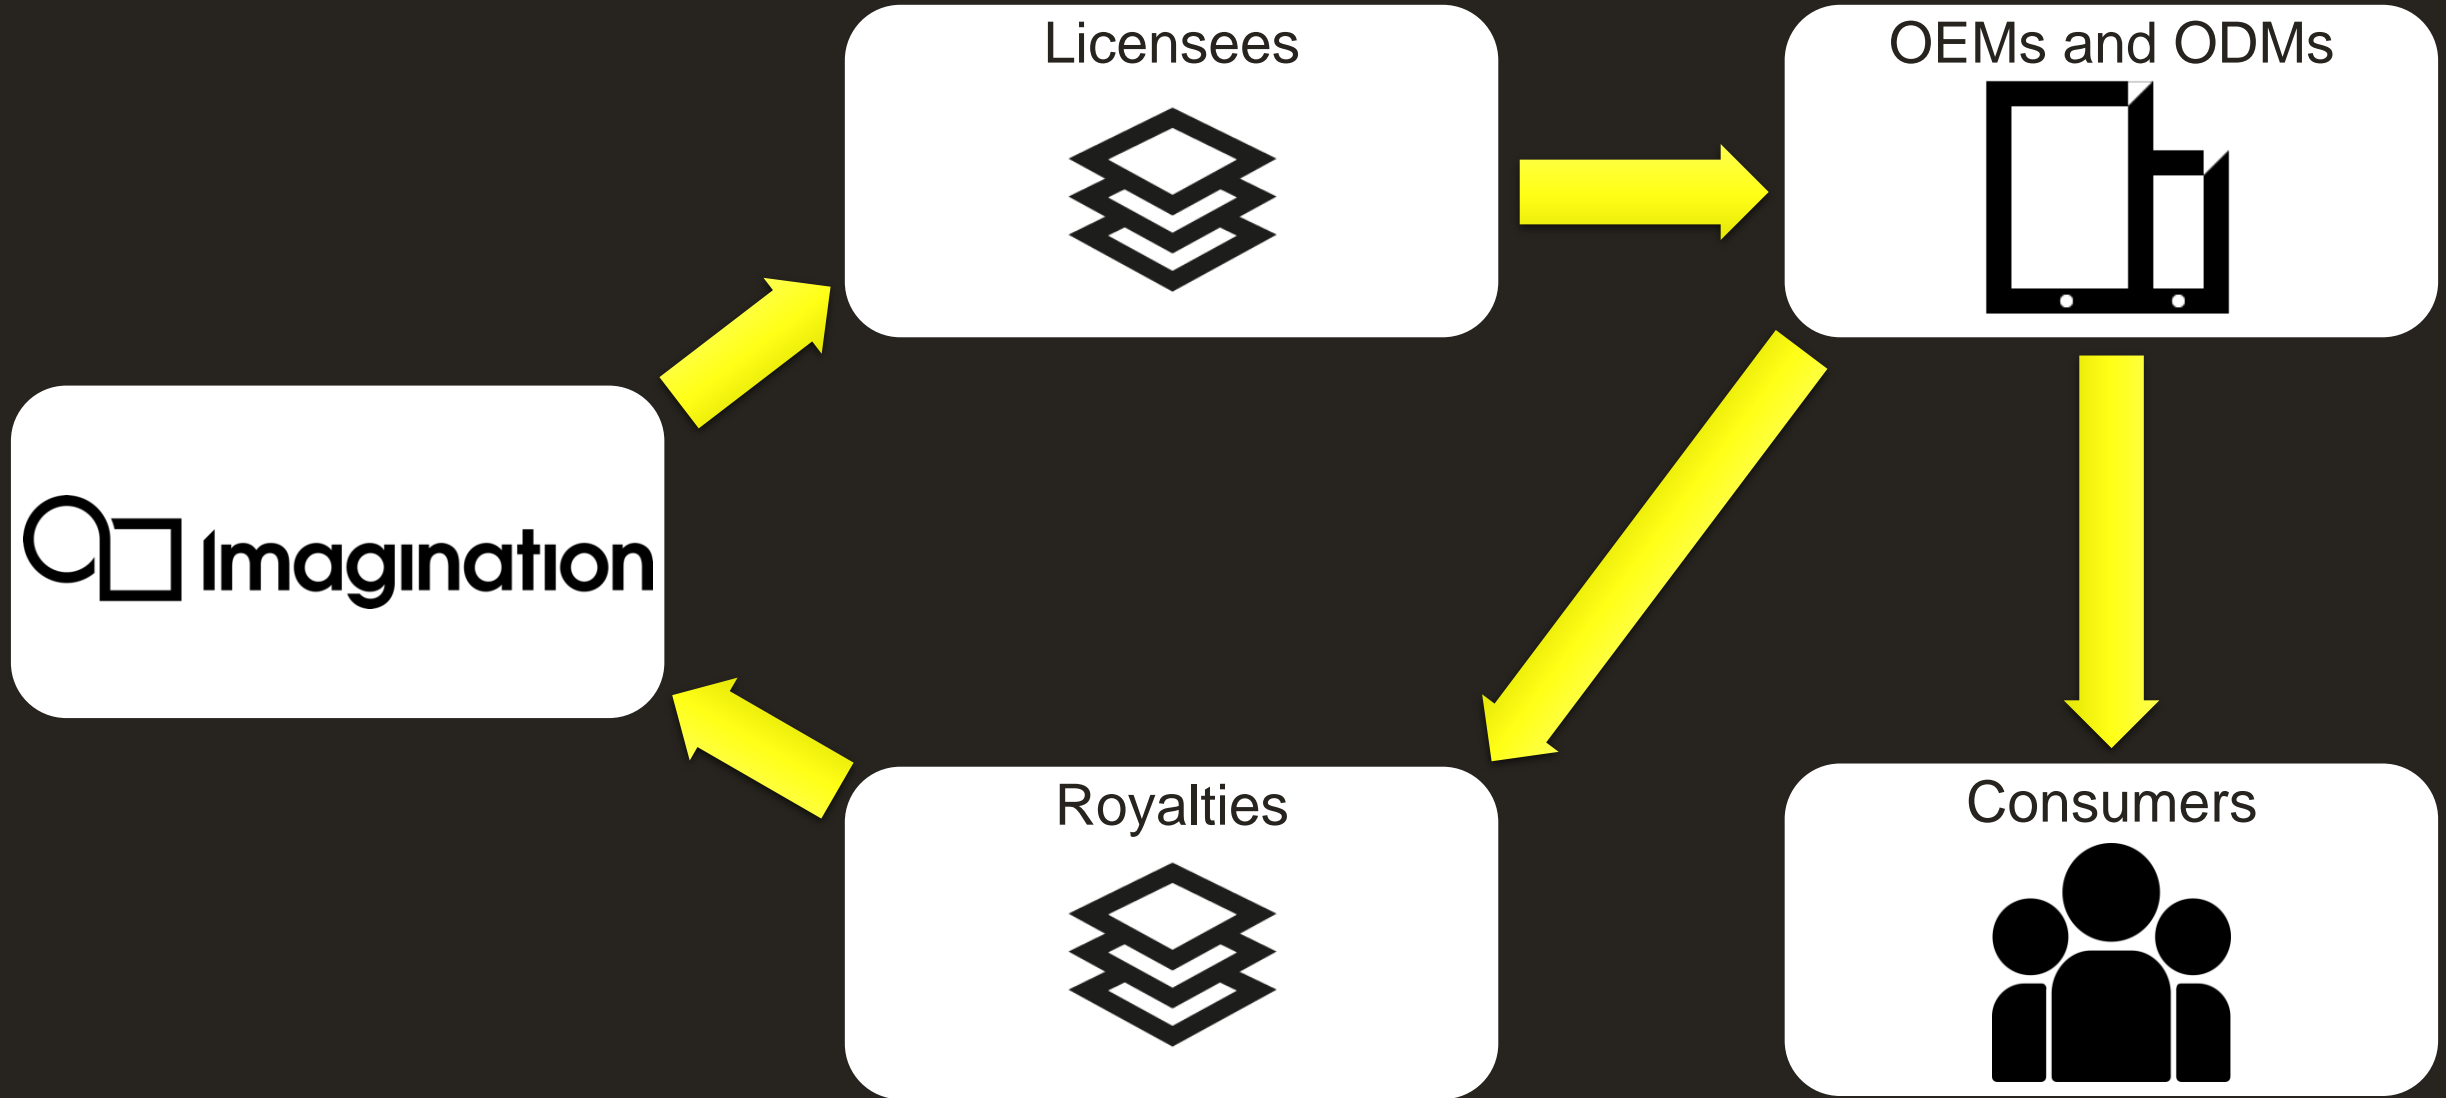 Licensees
OEMs and ODMs
Imagination
Royalties
Consumers